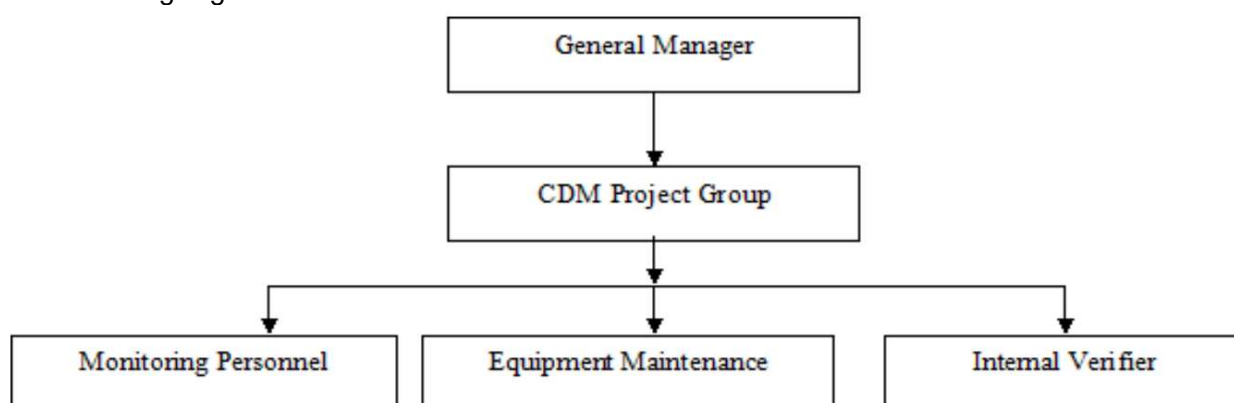 General Manager
CDM Project Group
Monitoring Personnel
Equipment Maintenance
Internal Verifier